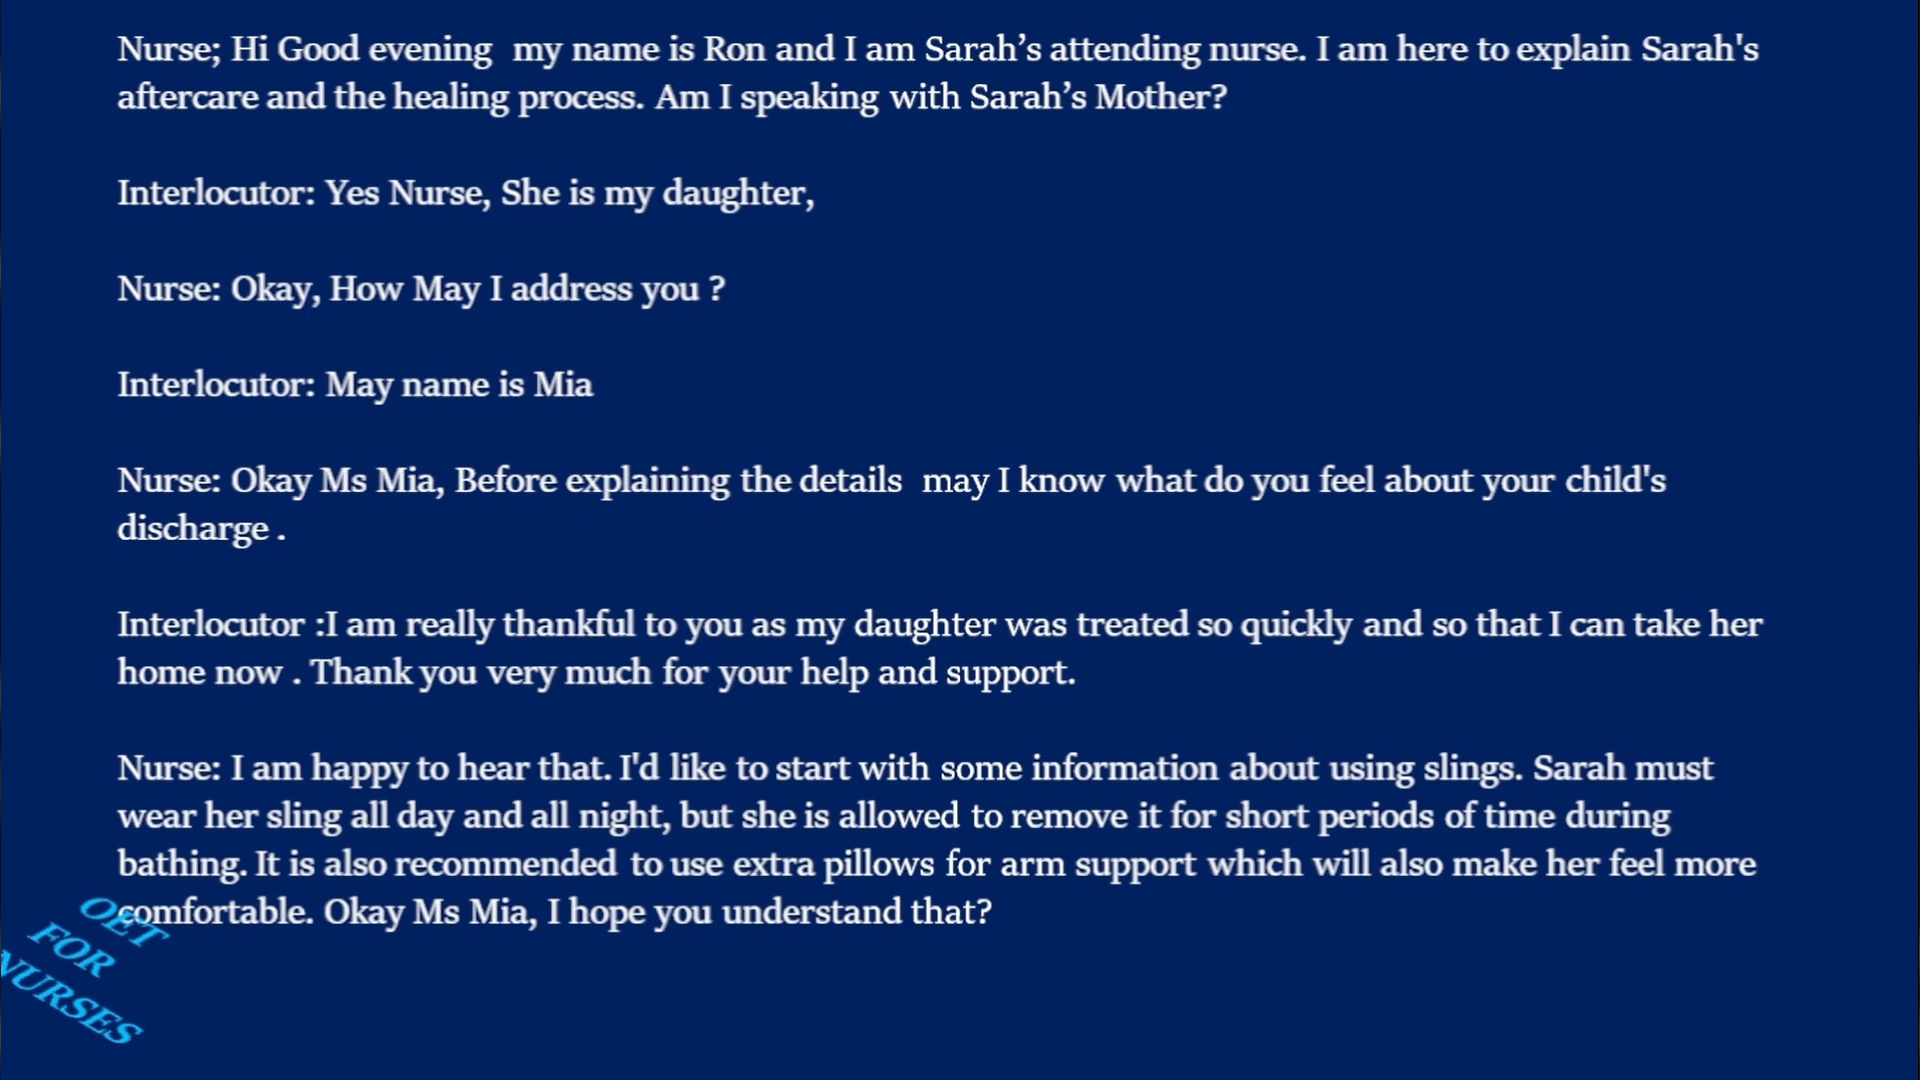 Nurse; Hi Good evening  my name is Ron and I am Sarah’s attending nurse. I am here to explain Sarah's
aftercare and the healing process. Am I speaking with Sarah’s Mother?
Interlocutor: Yes Nurse, She is my daughter,
Nurse: Okay, How May I address you ?
Interlocutor: May name is Mia
Nurse: Okay Ms Mia, Before explaining the details  may I know what do you feel about your child's
discharge .
Interlocutor :I am really thankful to you as my daughter was treated so quickly and so that I can take her
home now . Thank you very much for your help and support.
Nurse: I am happy to hear that. I'd like to start with some information about using slings. Sarah must
wear her sling all day and all night, but she is allowed to remove it for short periods of time during
bathing. It is also recommended to use extra pillows for arm support which will also make her feel more
comfortable. Okay Ms Mia, I hope you understand that?
OET
FOR
NURSES